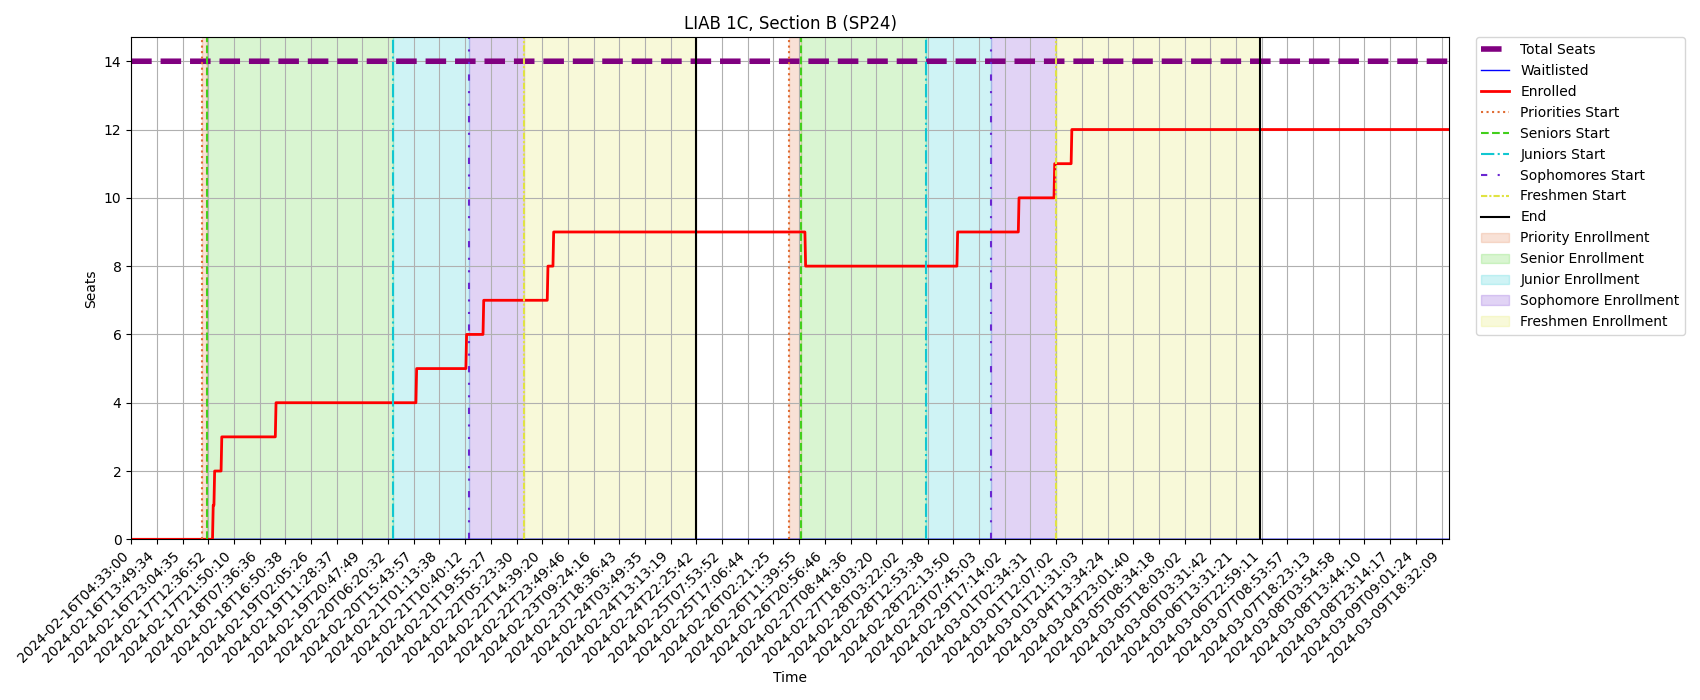 LIAB 1C, Section B (SP24)
Seats
14
12
10
8
6
4
2
0
2024-02-16T04:33:00
2024-02-16T13:49:34
2024-02-16T23:04:35
2024-02-17T12:36:52
2024-02-17T21:50:10
2024-02-18T07:36:36
2024-02-18T16:50:38
2024-02-19T02:05:26
2024-02-19T11:28:37
2024-02-19T20:47:49
2024-02-20T06:20:32
2024-02-20T15:43:57
2024-02-21T01:13:38
2024-02-21T10:40:12
2024-02-21T19:55:27
2024-02-22T05:23:30
2024-02-22T14:39:20
2024-02-22T23:49:46
2024-02-23T09:24:16
2024-02-23T18:36:43
2024-02-24T03:49:35
2024-02-24T13:13:19
2024-02-24T22:25:42
2024-02-25T07:53:52
2024-02-25T17:06:44
2024-02-26T02:21:25
2024-02-26T11:39:55
2024-02-26T20:56:46
2024-02-27T08:44:36
2024-02-27T18:03:20
2024-02-28T03:22:02
2024-02-28T12:53:38
2024-02-28T22:13:50
2024-02-29T07:45:03
2024-02-29T17:14:02
2024-03-01T02:34:31
2024-03-01T12:07:02
2024-03-01T21:31:03
2024-03-04T13:34:24
2024-03-04T23:01:40
2024-03-05T08:34:18
2024-03-05T18:03:02
2024-03-06T03:31:42
2024-03-06T13:31:21
2024-03-06T22:59:11
2024-03-07T08:53:57
2024-03-07T18:23:13
2024-03-08T03:54:58
2024-03-08T13:44:10
2024-03-08T23:14:17
2024-03-09T09:01:24
2024-03-09T18:32:09
Time
Total Seats
Waitlisted
Enrolled
Priorities Start
Seniors Start
Juniors Start
Sophomores Start
Freshmen Start
End
Priority Enrollment
Senior Enrollment
Junior Enrollment
Sophomore Enrollment
Freshmen Enrollment